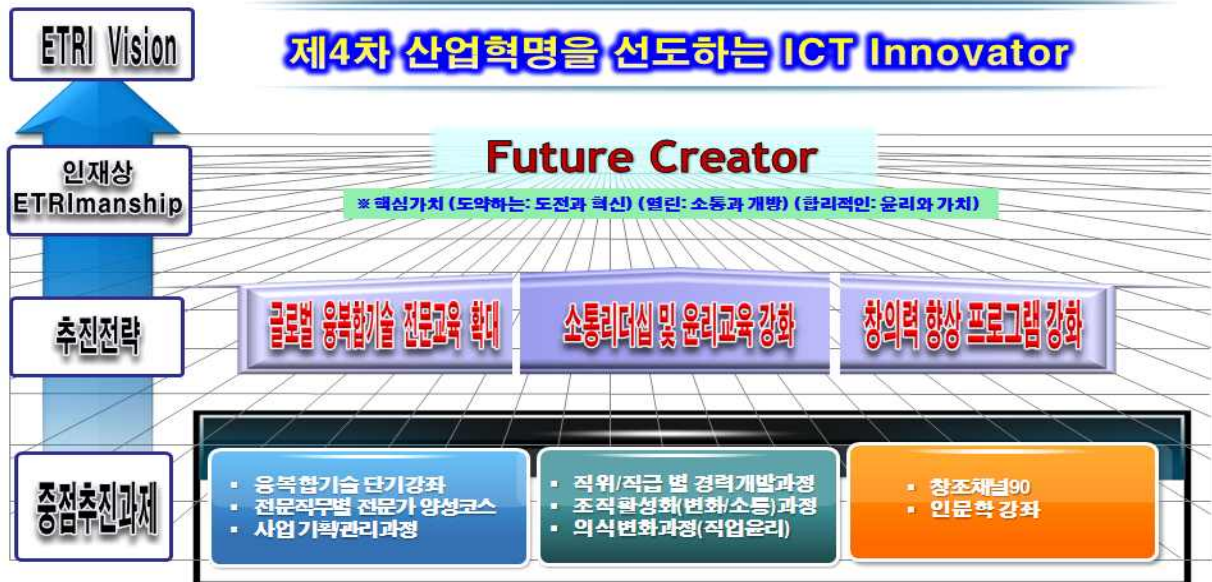 ETRI Vision
제4차 산업혁명을 선도하는 ICT Innovator
인재상
ETRImanship
Future Creator
※ 핵심가치 (도약하는: 도전과 혁신) (열린: 소통과 개방) (합리적인: 윤리와 가치)
추진전략
글로벌 융복합기술 전문교육 확대
소통리더십 및 윤리교육 강화
창의력 향상 프로그램 강화
중점추진과제
▪ 융복합기술 단기강좌
▪ 전문직무별 전문가 양성코스
▪ 사업기획관리과정
▪ 직위/직급 별 경력개발과정
▪ 조직활성화(변화/소통)과정
▪ 의식변화과정(직업윤리)
▪ 창조채널90
▪ 인문학 강좌